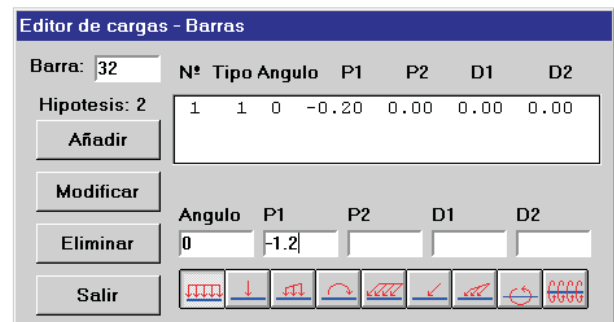 Editor de cargas - Barras
Barra: 32
Nº Tipo Angulo P1 P2 D1 D2
Hipotesis: 2
1 1 0 -0.20 0.00 0.00 0.00
Añadir
Modificar
Angulo P1 P2 D1 D2
Eliminar
0 -1.2
Salir